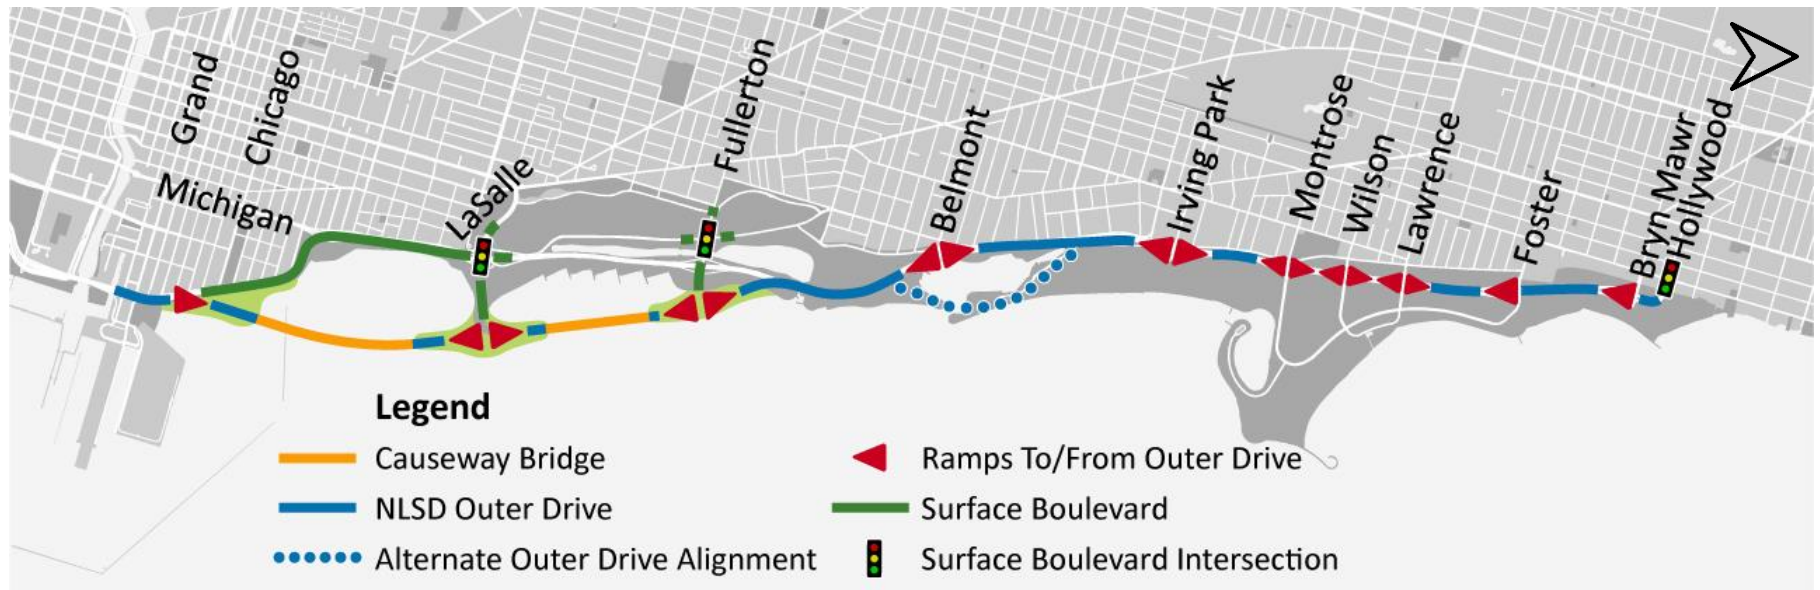 Grand
Chicago
Michigan
LaSalle
Fullerton
Belmont
Irving Park
Montrose
Wilson
Lawrence
Foster
Bryn Mawr
Hollywood
Legend
Causeway Bridge
NLSD Outer Drive
Alternate Outer Drive Alignment
Ramps To/From Outer Drive
Surface Boulevard
Surface Boulevard Intersection